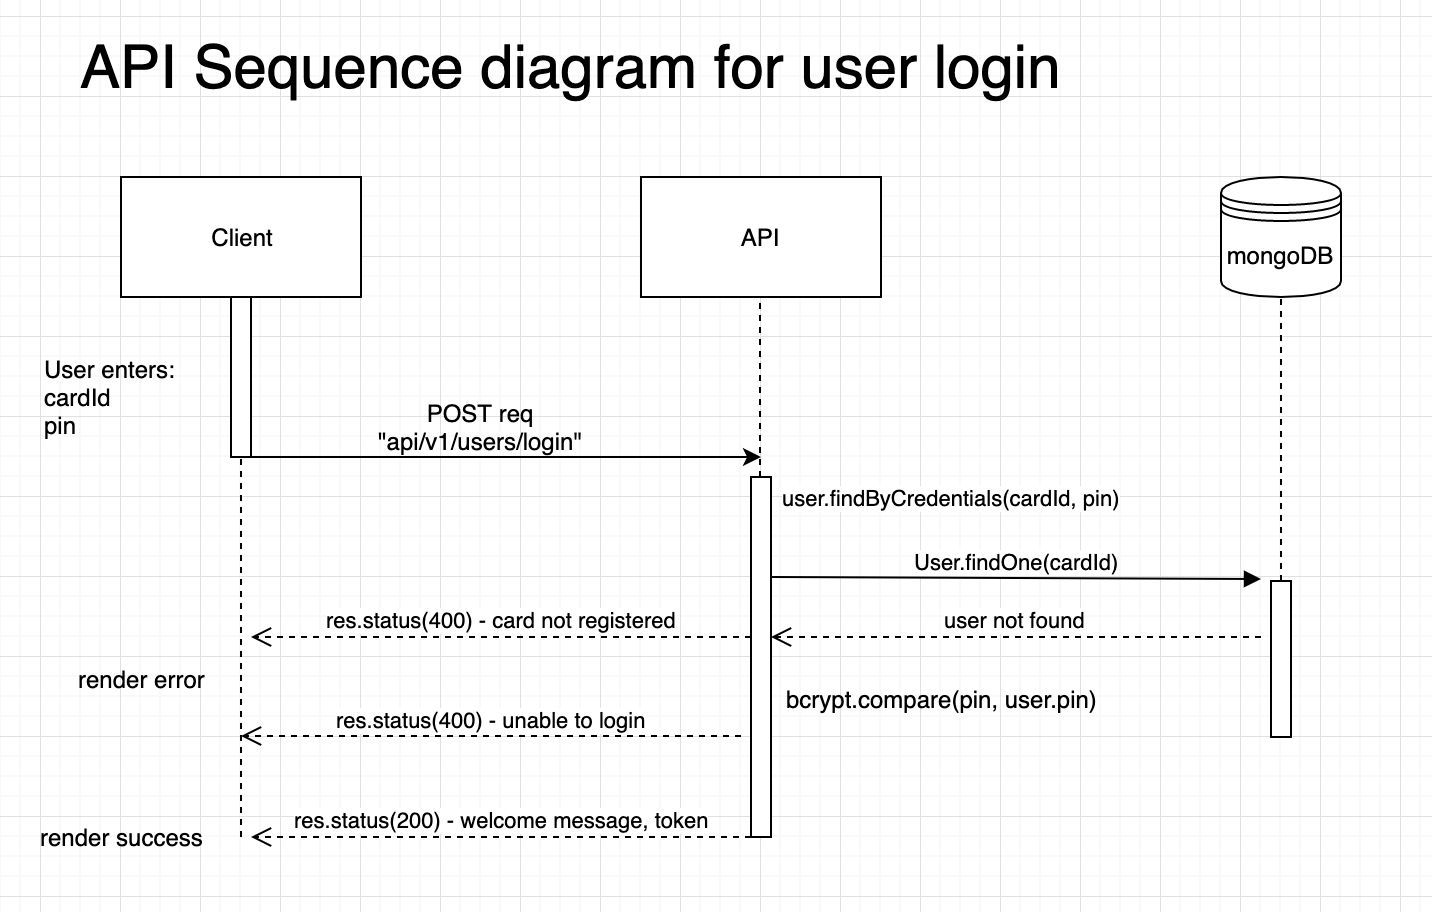 API Sequence diagram for user login
Client
API
mongoDB
User enters:
cardId
pin
POST req
"api/v1/users/login"
user.findByCredentials(cardId, pin)
User.findOne(cardId)
res.status(400) - card not registered
user not found
render error
bcrypt.compare(pin, user.pin)
res.status(400) - unable to login
res.status(200) - welcome message, token
render success